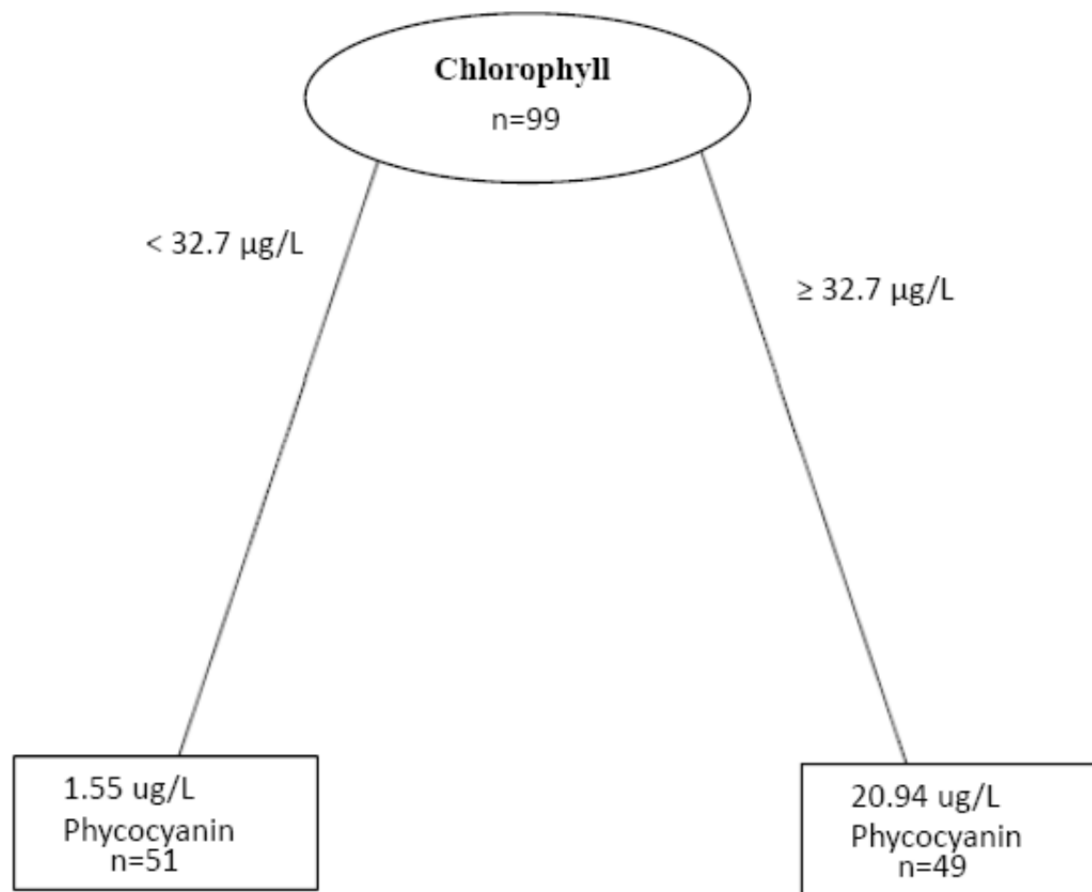 Chlorophyll
n=99
< 32.7 µg/L
≥ 32.7 µg/L
1.55 ug/L
Phycocyanin
n=51
20.94 ug/L
Phycocyanin
n=49